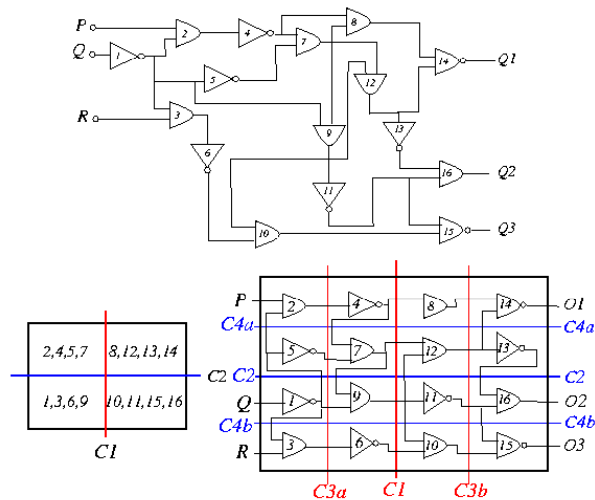 P
Q
R
1
2
3
4
5
6
7
8
9
10
11
12
13
14
15
16
Q1
Q2
Q3
2,4,5,7 8,12,13,14
1,3,6,9 10,11,15,16
C2
C1
P 2 4 8 14 O1
C4a C4a
5 7 12 13
C2 C2
Q 1 9 11 16 O2
C4b C4b
R 3 6 10 15 O3
C3a C1 C3b